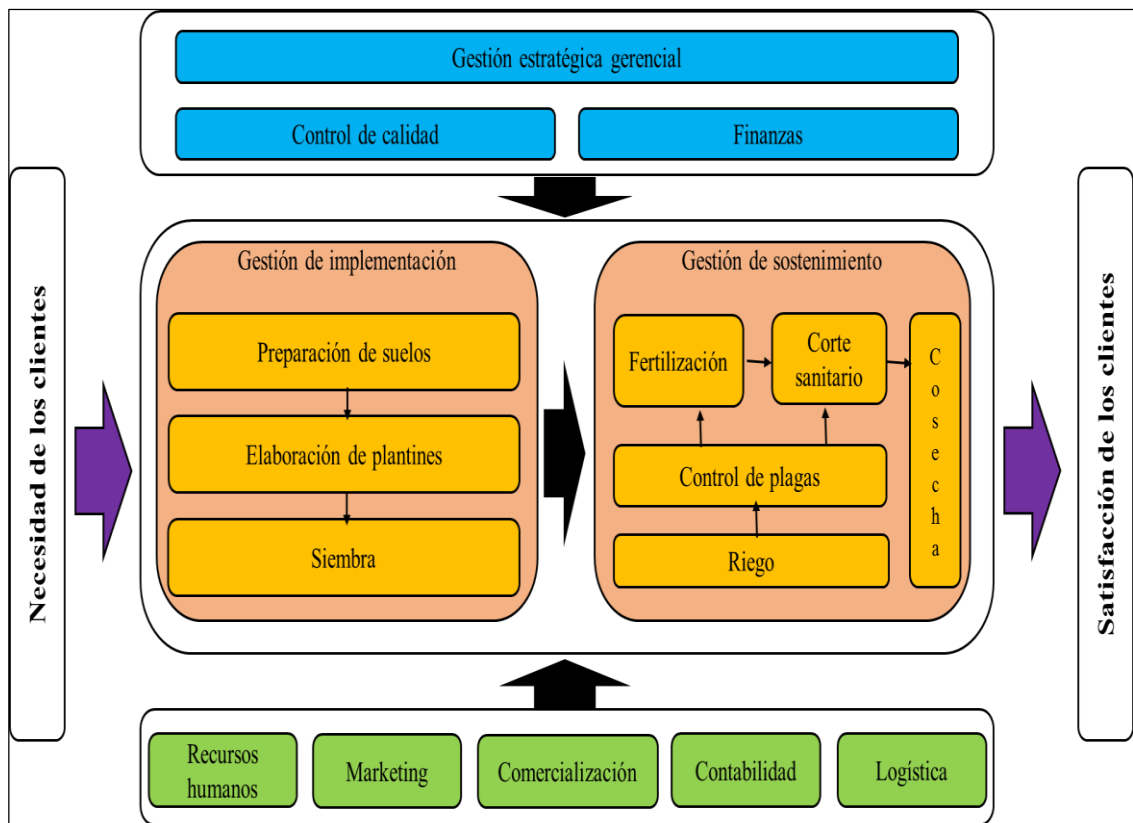 Gestión estratégica gerencial
Control de calidad
Finanzas
Necesidad de los clientes
Gestión de implementación
Preparación de suelos
Elaboración de plantines
Siembra
Gestión de sostenimiento
Fertilización
Corte
sanitario
Control de plagas
Riego
Cosecha
Satisfacción de los clientes
Recursos
humanos
Marketing
Comercialización
Contabilidad
Logística